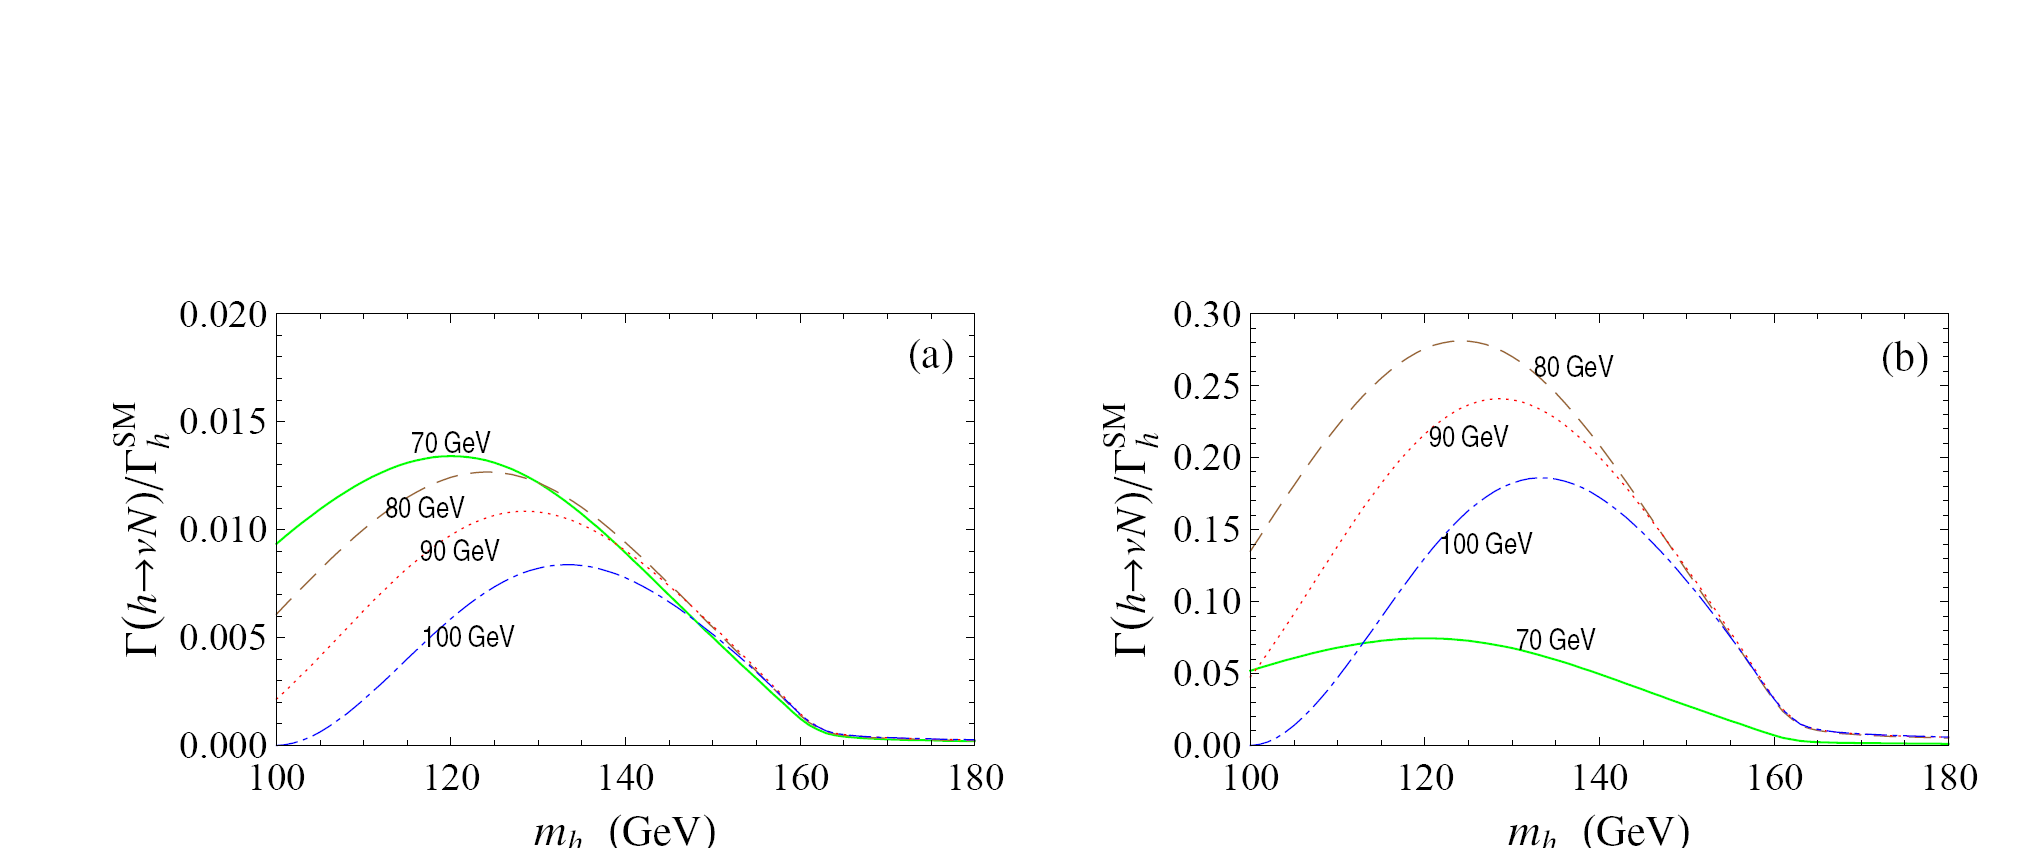 0.020
0.015
0.010
0.005
0.000
Γ(h→νN)/Γ_h^SM
(a)
70 GeV
80 GeV
90 GeV
100 GeV
100 120 140 160 180
m_h (GeV)
0.30
0.25
0.20
0.15
0.10
0.05
0.00
Γ(h→νN)/Γ_h^SM
(b)
80 GeV
90 GeV
100 GeV
70 GeV
100 120 140 160 180
m_h (GeV)